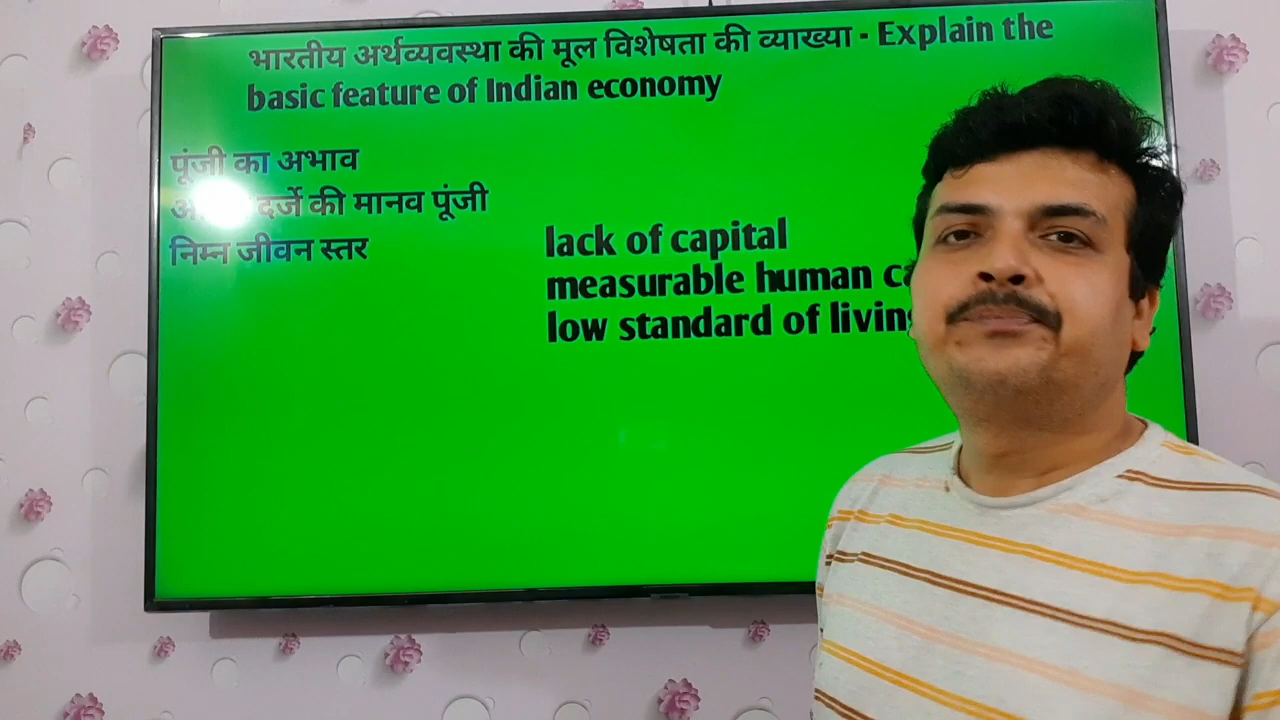 भारतीय अर्थव्यवस्था की मूल विशेषता की व्याख्या - Explain the
basic feature of Indian economy
पूंजी का अभाव
दर्जे की मानव पूंजी
निम्न जीवन स्तर
lack of capital
measurable human
low standard of